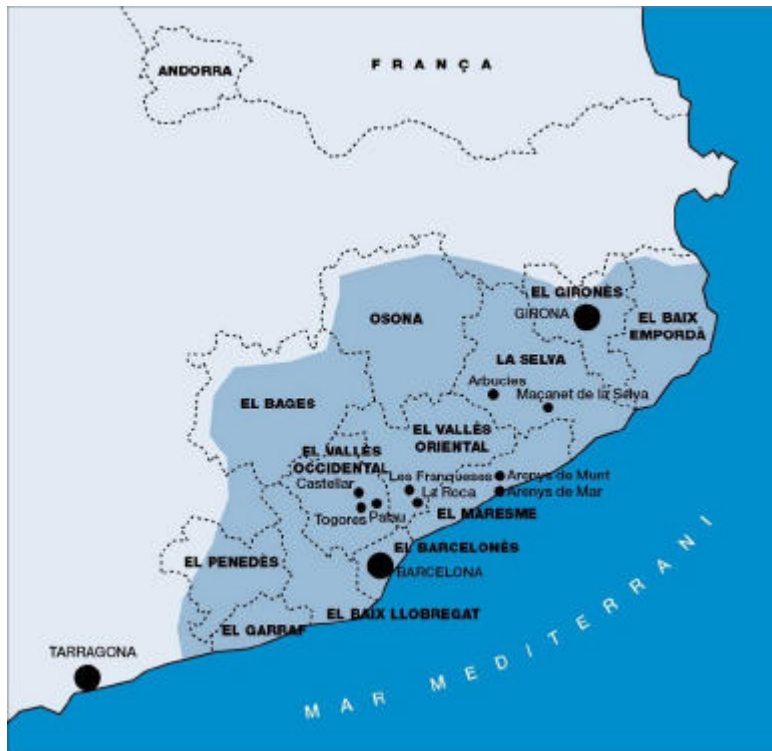 FRANÇA
ANDORRA
EL GIRONÈS
GIRONA
OSONA
EL BAIX
EMPORDÀ
LA SELVA
Arbucies
Maçanet de la Selva
EL BAGES
EL VALLÈS
ORIENTAL
EL VALLÈS
OCCIDENTAL
Les Franqueses
Arenys de Munt
Castellar
La Roca
Arenys de Mar
Togores
Palau
EL MARESME
EL BARCELONÈS
EL PENEDÈS
BARCELONA
EL BAIX LLOBREGAT
EL GARRAF
TARRAGONA
MAR MEDITERRANI